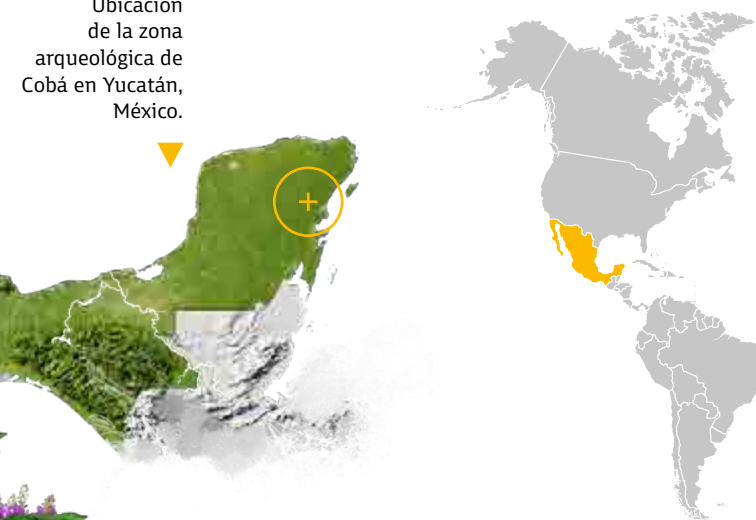 Ubicación
de la zona
arqueológica de
Cobá en Yucatán,
México.